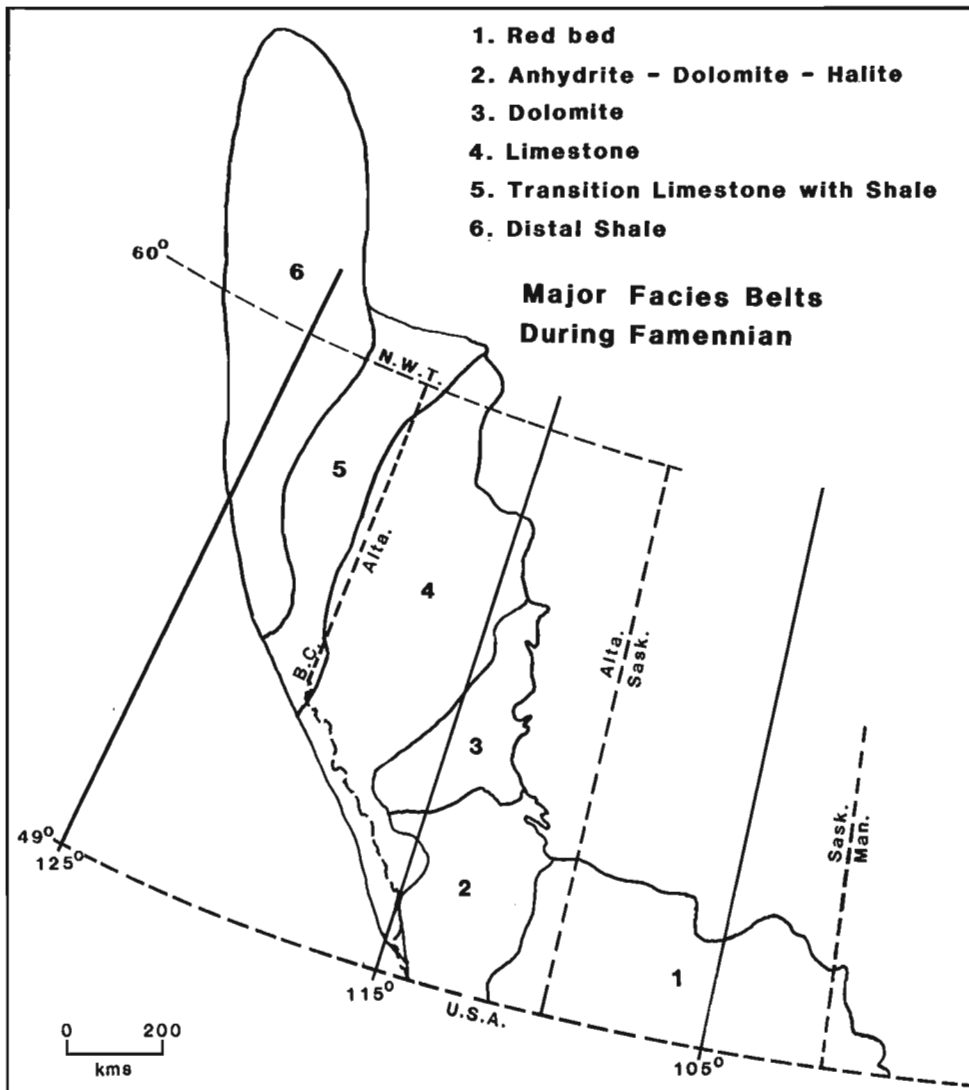 1. Red bed
2. Anhydrite - Dolomite - Halite
3. Dolomite
4. Limestone
5. Transition Limestone with Shale
6. Distal Shale
Major Facies Belts
During Famennian
60°
6
N.W.T.
5
Alta.
4
B.C.
Alta.
Sask.
3
Sask.
Man.
49°
125°
2
1
115°
U.S.A.
105°
0 200
kms